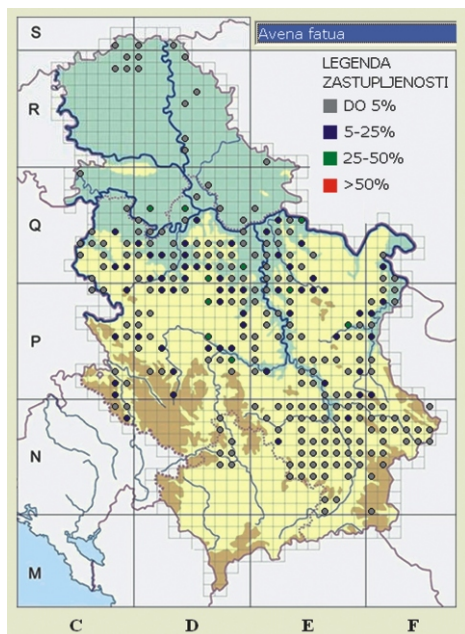 Avena fatua
LEGENDA
ZASTUPLJENOSTI
DO 5%
5-25%
25-50%
>50%
S
R
Q
P
N
M
C D E F